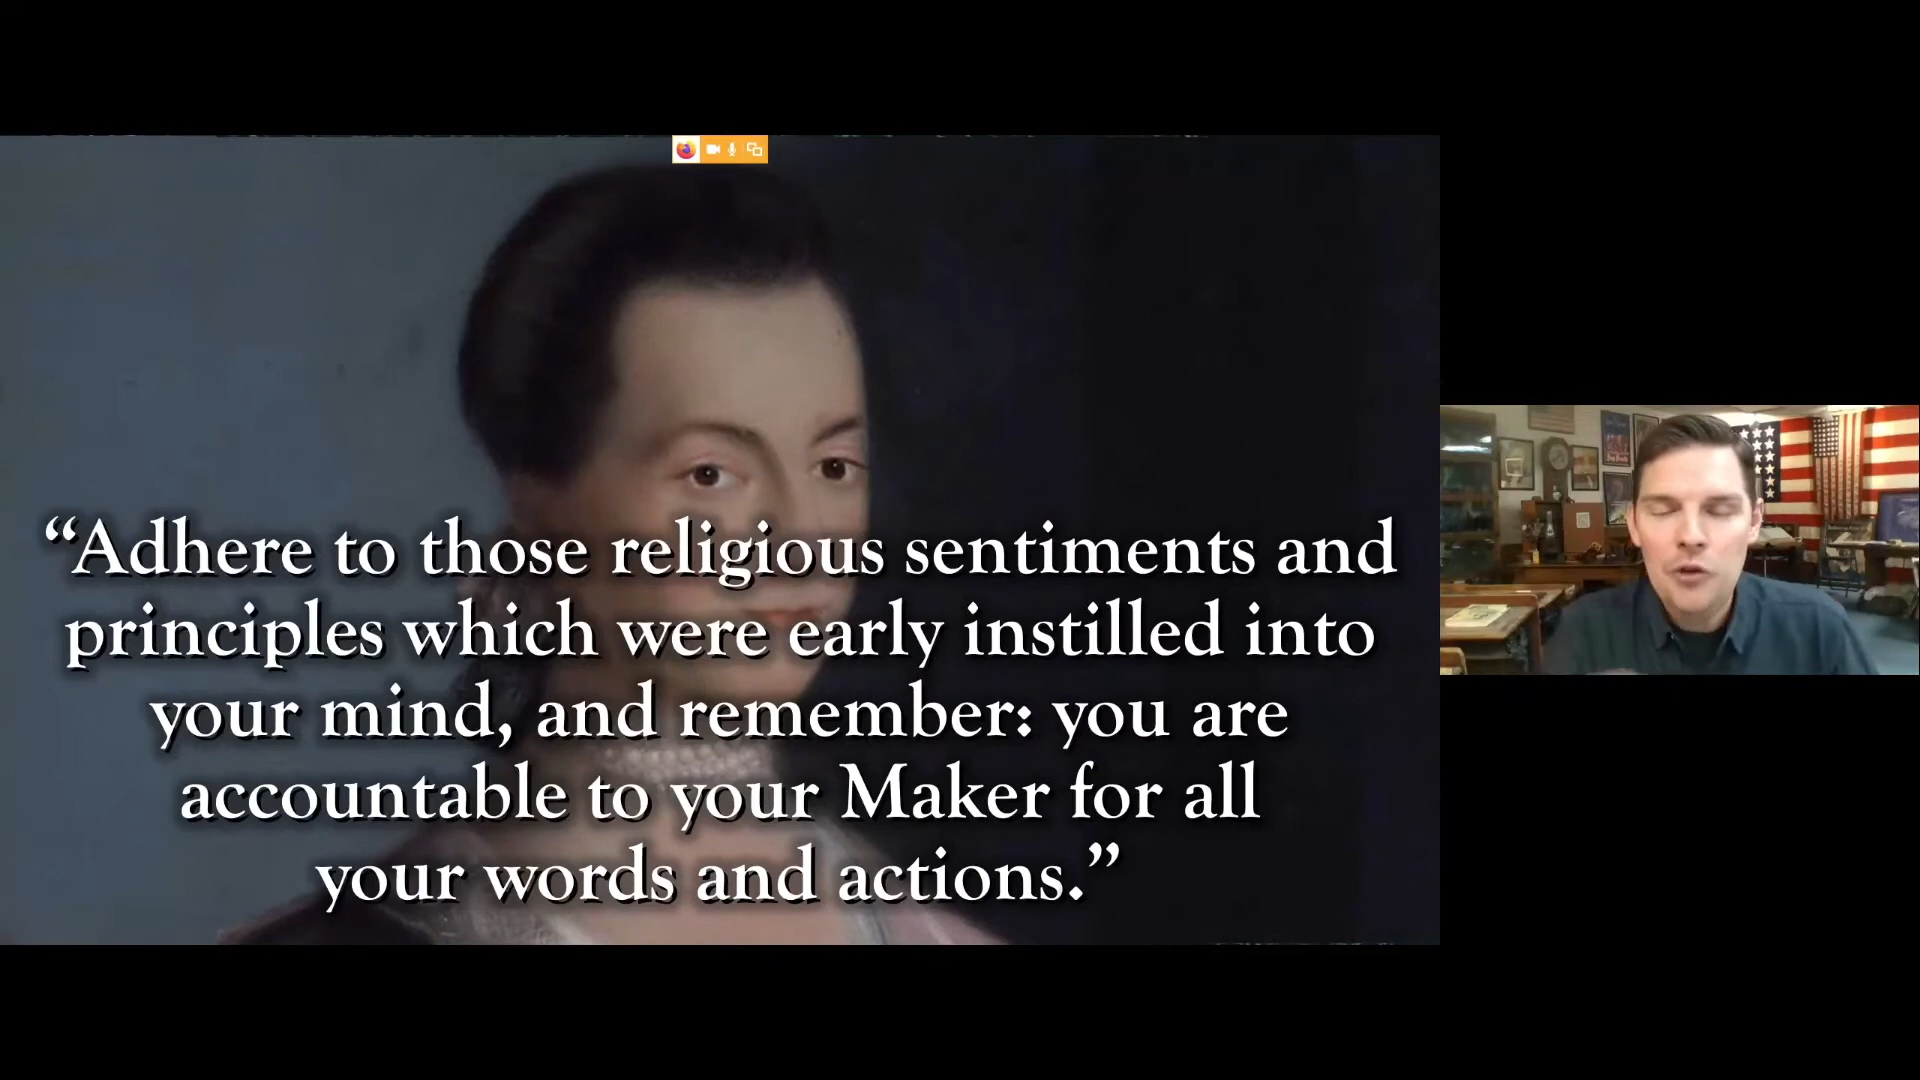 “Adhere to those religious sentiments and
principles which were early instilled into
your mind, and remember: you are
accountable to your Maker for all
your words and actions.”